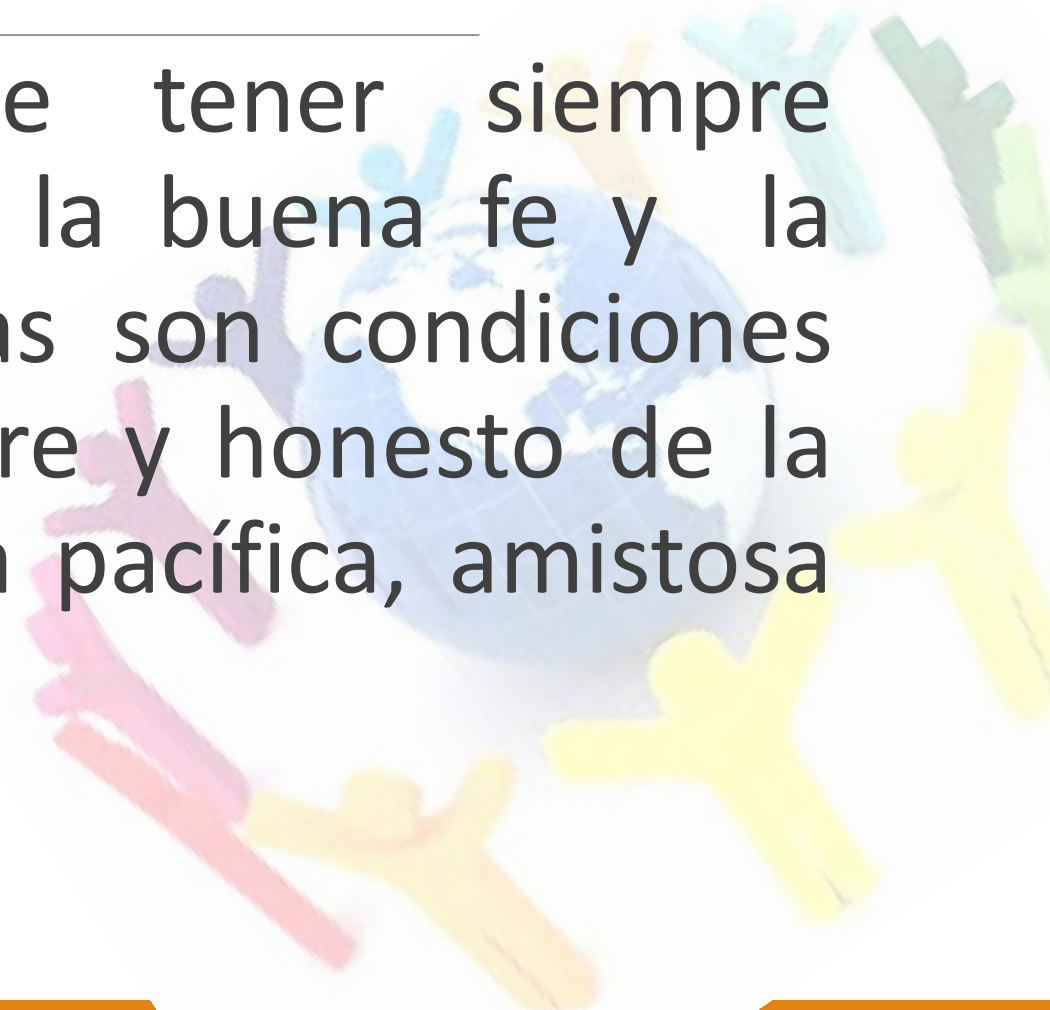 e tener siempre
la buena fe y la
as son condiciones
re y honesto de la
pacífica, amistosa